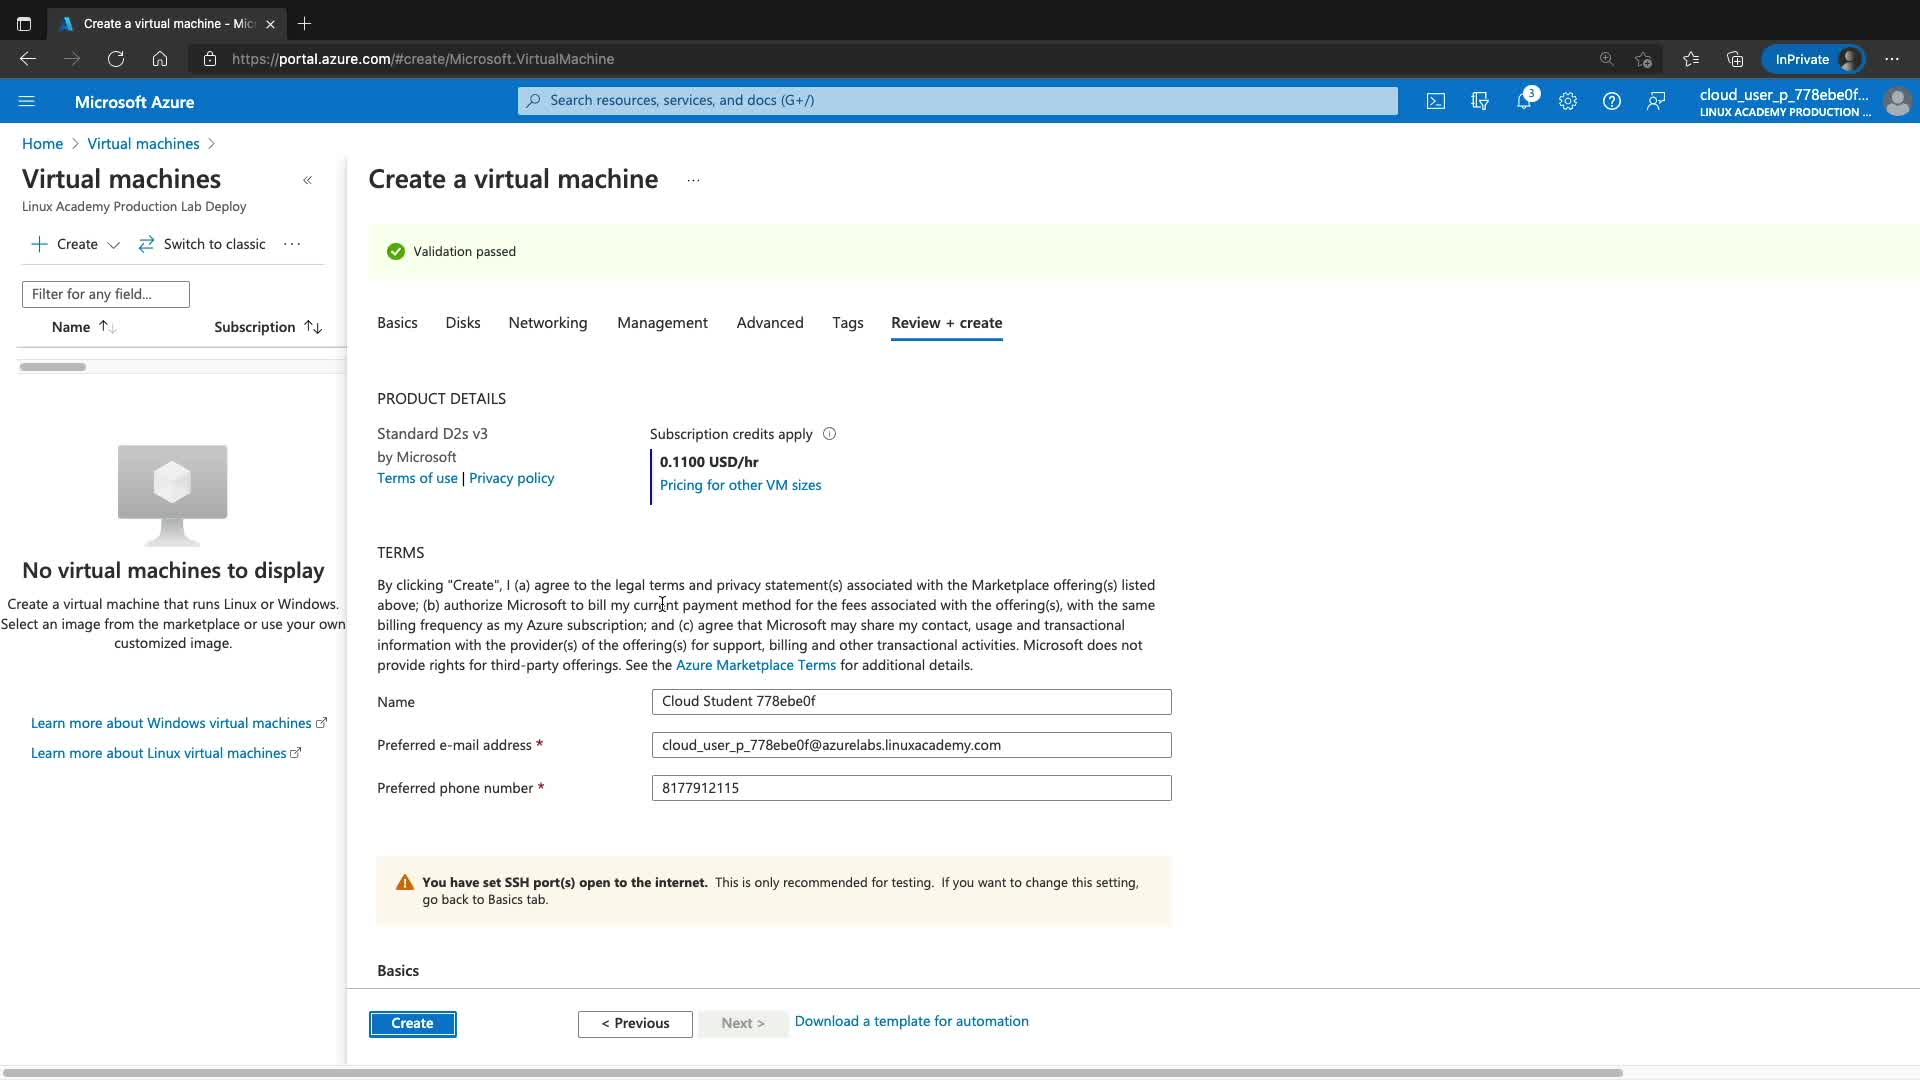 Create a virtual machine - Mic
https://portal.azure.com/#create/Microsoft.VirtualMachine
InPrivate
Microsoft Azure
Search resources, services, and docs (G+/)
3
cloud_user_p_778ebe0f...
LINUX ACADEMY PRODUCTION ...
Home > Virtual machines >
Virtual machines
«
Linux Academy Production Lab Deploy
Create
Switch to classic
...
Filter for any field...
Name
Subscription
No virtual machines to display
Create a virtual machine that runs Linux or Windows.
Select an image from the marketplace or use your own
customized image.
Learn more about Windows virtual machines
Learn more about Linux virtual machines
Create a virtual machine
...
Validation passed
Basics
Disks
Networking
Management
Advanced
Tags
Review + create
PRODUCT DETAILS
Standard D2s v3
by Microsoft
Terms of use | Privacy policy
Subscription credits apply
0.1100 USD/hr
Pricing for other VM sizes
TERMS
By clicking "Create", I (a) agree to the legal terms and privacy statement(s) associated with the Marketplace offering(s) listed
above; (b) authorize Microsoft to bill my current payment method for the fees associated with the offering(s), with the same
billing frequency as my Azure subscription; and (c) agree that Microsoft may share my contact, usage and transactional
information with the provider(s) of the offering(s) for support, billing and other transactional activities. Microsoft does not
provide rights for third-party offerings. See the Azure Marketplace Terms for additional details.
Name
Cloud Student 778ebe0f
Preferred e-mail address *
cloud_user_p_778ebe0f@azurelabs.linuxacademy.com
Preferred phone number *
8177912115
You have set SSH port(s) open to the internet. This is only recommended for testing. If you want to change this setting,
go back to Basics tab.
Basics
Create
< Previous
Next >
Download a template for automation